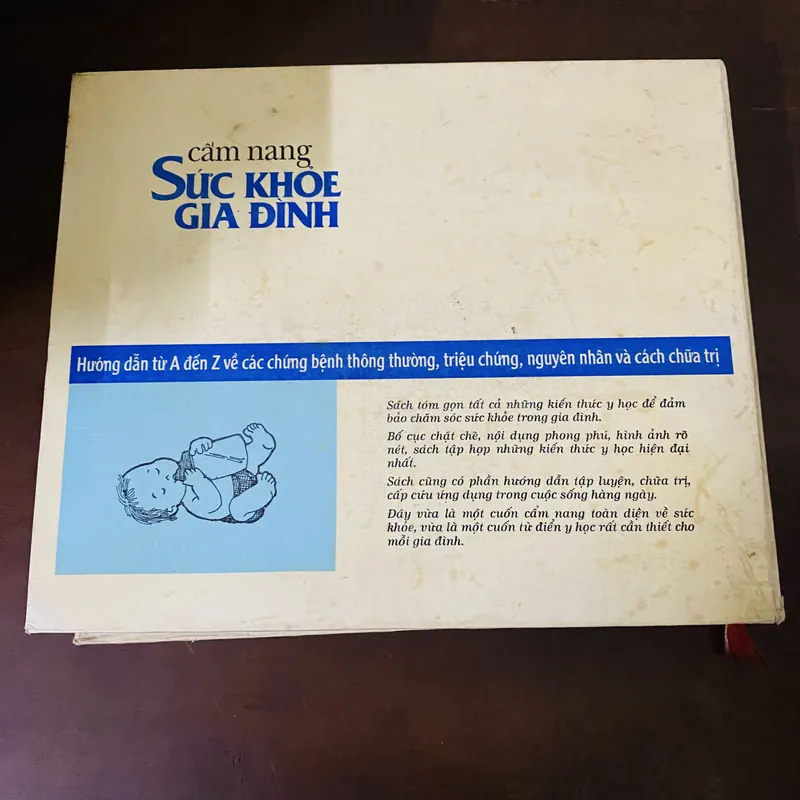 cẩm nang
SỨC KHỎE
GIA ĐÌNH
Hướng dẫn từ A đến Z về các chứng bệnh thông thường, triệu chứng, nguyên nhân và cách chữa trị
Sách tóm gọn tất cả những kiến thức y học để đảm
bảo chăm sóc sức khỏe trong gia đình.
Bố cục chặt chẽ, nội dụng phong phú, hình ảnh rõ
nét, sách tập họp những kiến thức y học hiện đại
nhất.
Sách cũng có phần hướng dẫn tập luyện, chữa trị,
cấp cứu ứng dụng trong cuộc sống hàng ngày.
Đây vừa là một cuốn cẩm nang toàn diện về sức
khỏe, vừa là một cuốn từ điển y học rất cần thiết cho
mỗi gia đình.